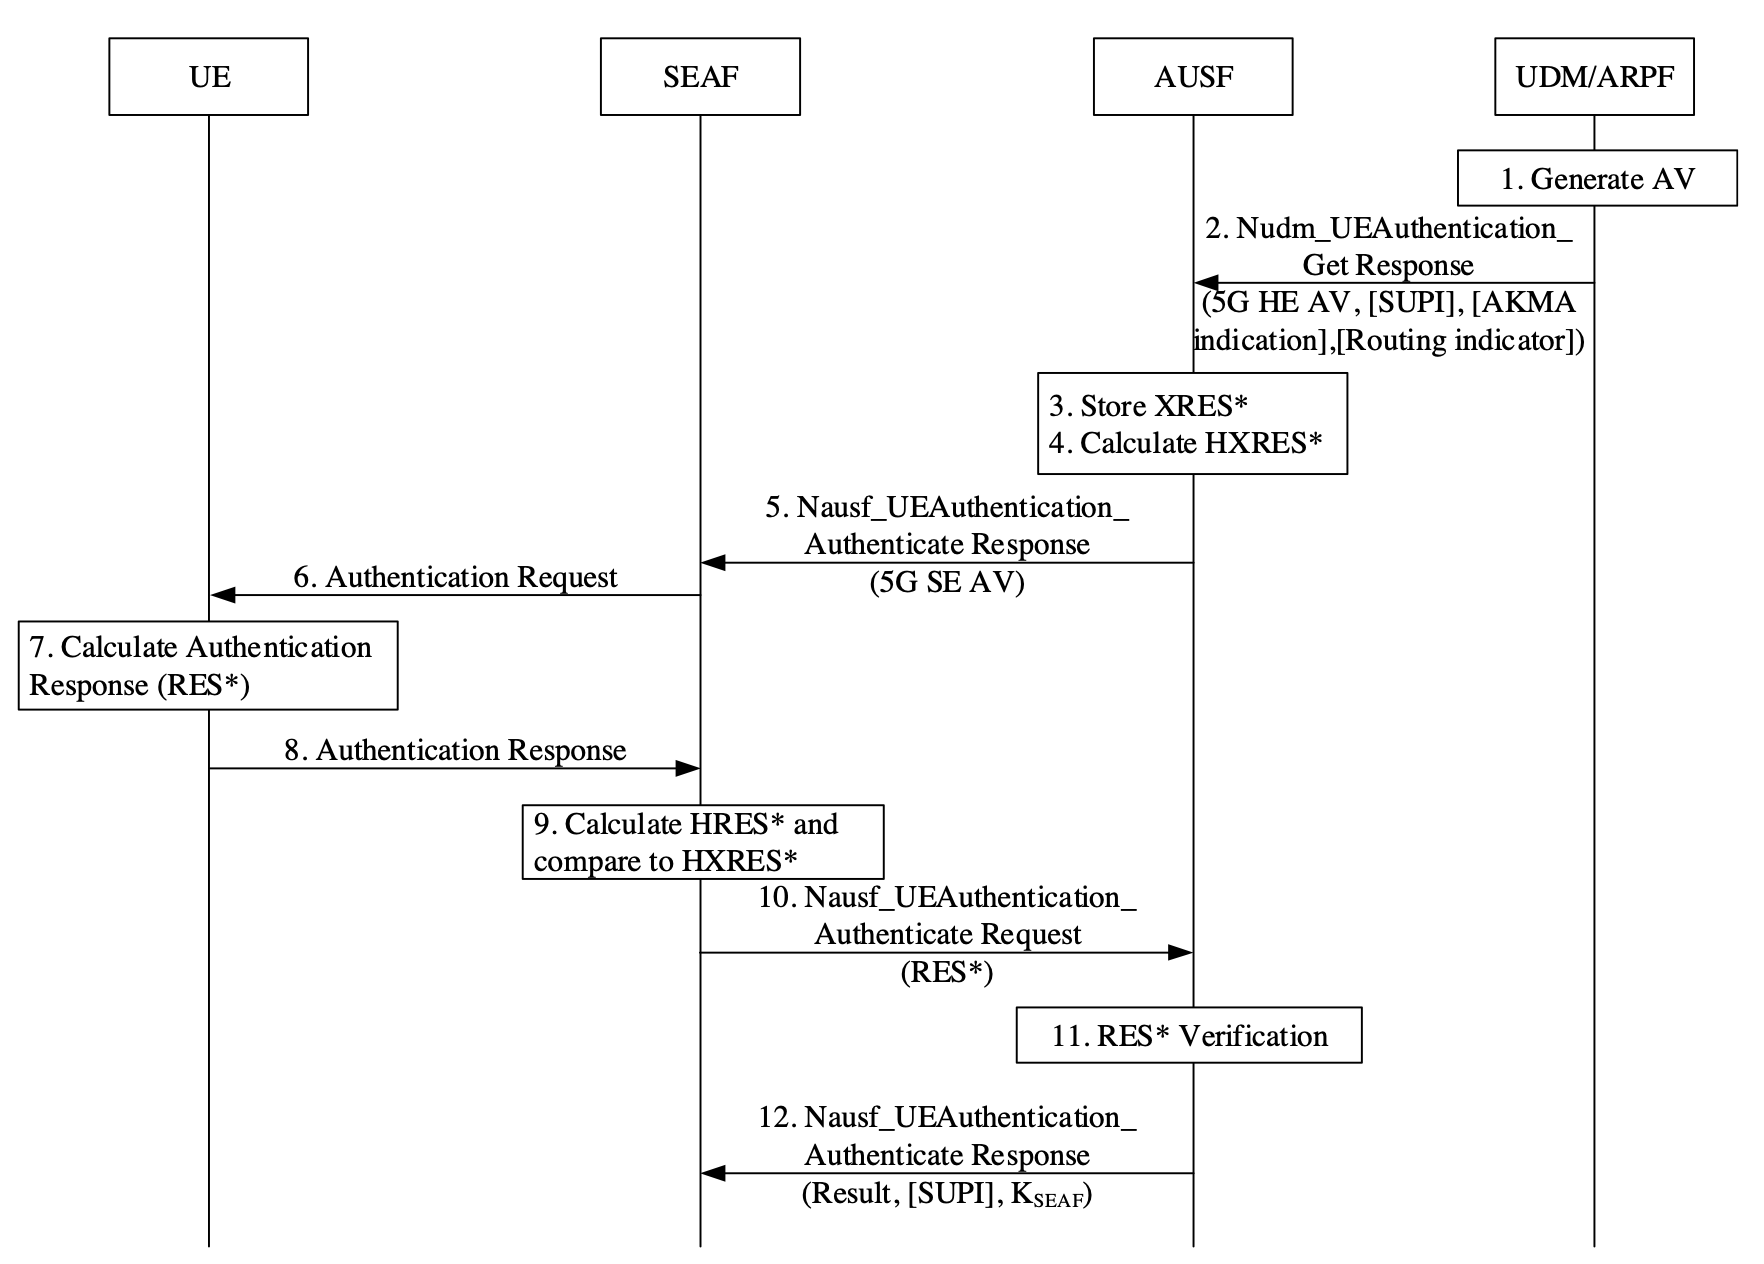 UE
SEAF
AUSF
UDM/ARPF
1. Generate AV
2. Nudm_UEAuthentication_
Get Response
(5G HE AV, [SUPI], [AKMA
indication],[Routing indicator])
3. Store XRES*
4. Calculate HXRES*
5. Nausf_UEAuthentication_
Authenticate Response
(5G SE AV)
6. Authentication Request
7. Calculate Authentication
Response (RES*)
8. Authentication Response
9. Calculate HRES* and
compare to HXRES*
10. Nausf_UEAuthentication_
Authenticate Request
(RES*)
11. RES* Verification
12. Nausf_UEAuthentication_
Authenticate Response
(Result, [SUPI], KSEAF)